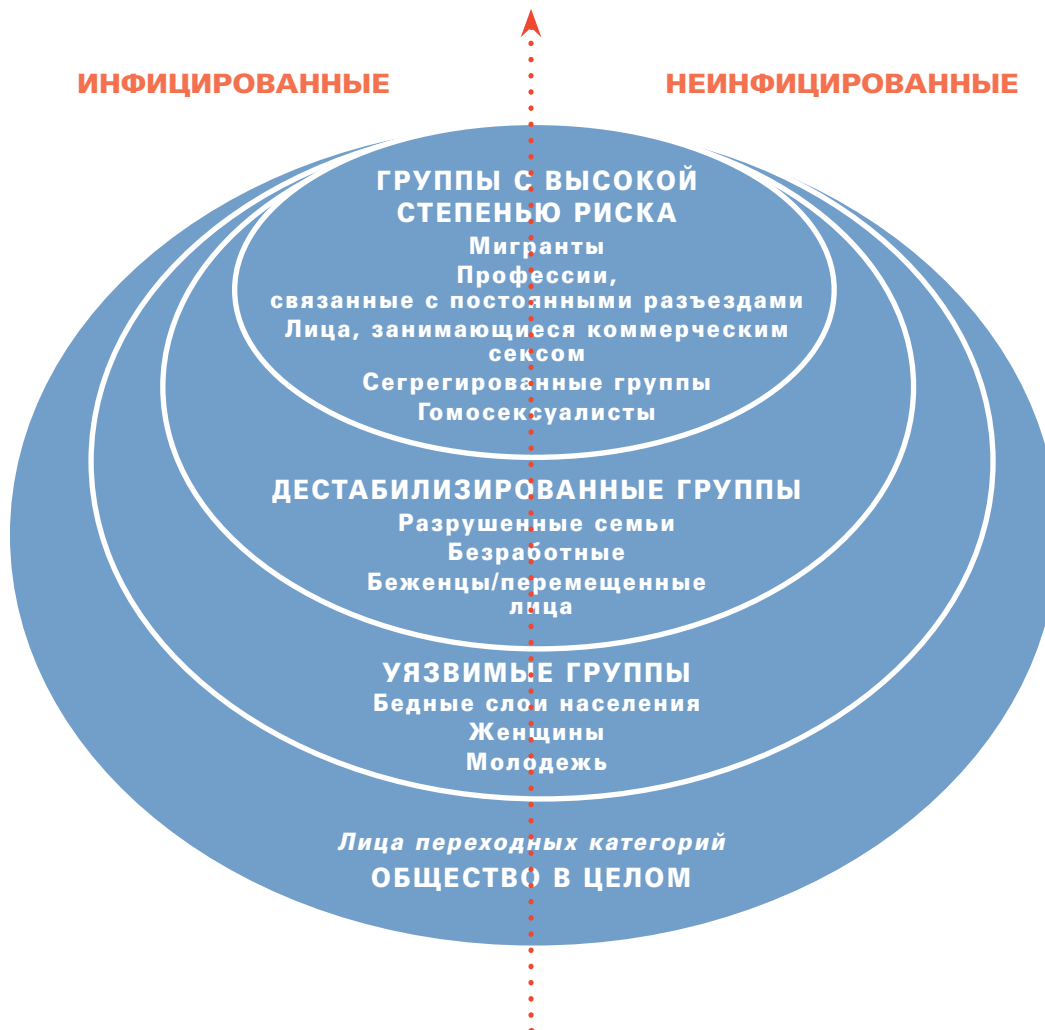 ИНФИЦИРОВАННЫЕ
НЕИНФИЦИРОВАННЫЕ
ГРУППЫ С ВЫСОКОЙ
СТЕПЕНЬЮ РИСКА
Мигранты
Профессии,
связанные с постоянными разъездами
Лица, занимающиеся коммерческим
сексом
Сегрегированные группы
Гомосексуалисты
ДЕСТАБИЛИЗИРОВАННЫЕ ГРУППЫ
Разрушенные семьи
Безработные
Беженцы/перемещенные
лица
УЯЗВИМЫЕ ГРУППЫ
Бедные слои населения
Женщины
Молодежь
Лица переходных категорий
ОБЩЕСТВО В ЦЕЛОМ